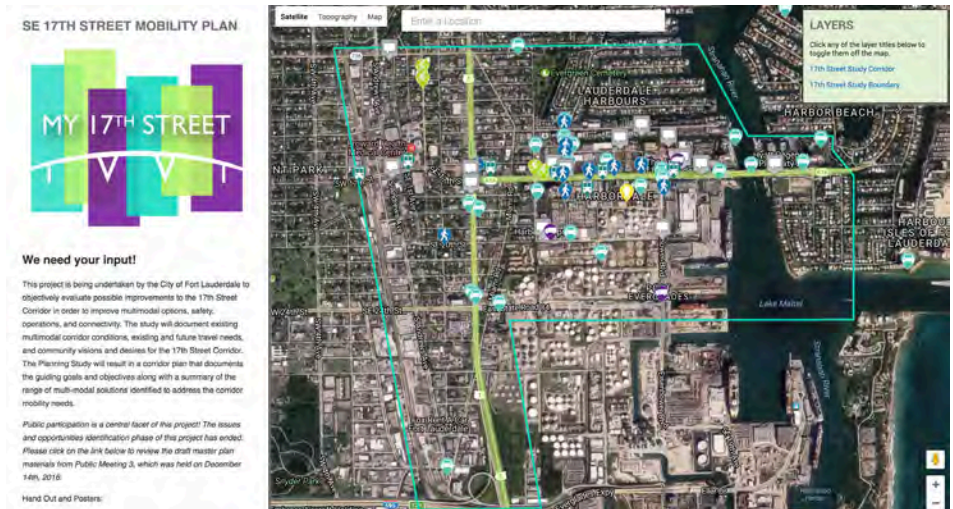 SE 17TH STREET MOBILITY PLAN
MY 17TH STREET
We need your input!
This project is being undertaken by the City of Fort Lauderdale to
objectively evaluate possible improvements to the 17th Street
Corridor in order to improve multimodal options, safety,
operations, and connectivity. The study will document existing
multimodal corridor conditions, existing and future travel needs,
and community visions and desires for the 17th Street Corridor.
The Planning Study will result in a corridor plan that documents
the guiding goals and objectives along with a summary of the
range of multi-modal solutions identified to address the corridor
mobility needs.
Public participation is a central facet of this project! The issues
and opportunities identification phase of this project has ended.
Please click on the link below to review the draft master plan
materials from Public Meeting 3, which was held on December
14th, 2016:
Hand Out and Posters:
Satellite Topography Map
Enter a Location
LAYERS
Click any of the layer titles below to
toggle them off the map.
17th Street Study Corridor
17th Street Study Boundary
Evergreen Cemetery
LAUDERDALE
HARBOURS
HARBOR BEACH
HARBORDALE
EVERGLADES
Lake Mabel
Stranahan River
Stranahan River
Snyder Park
+
−